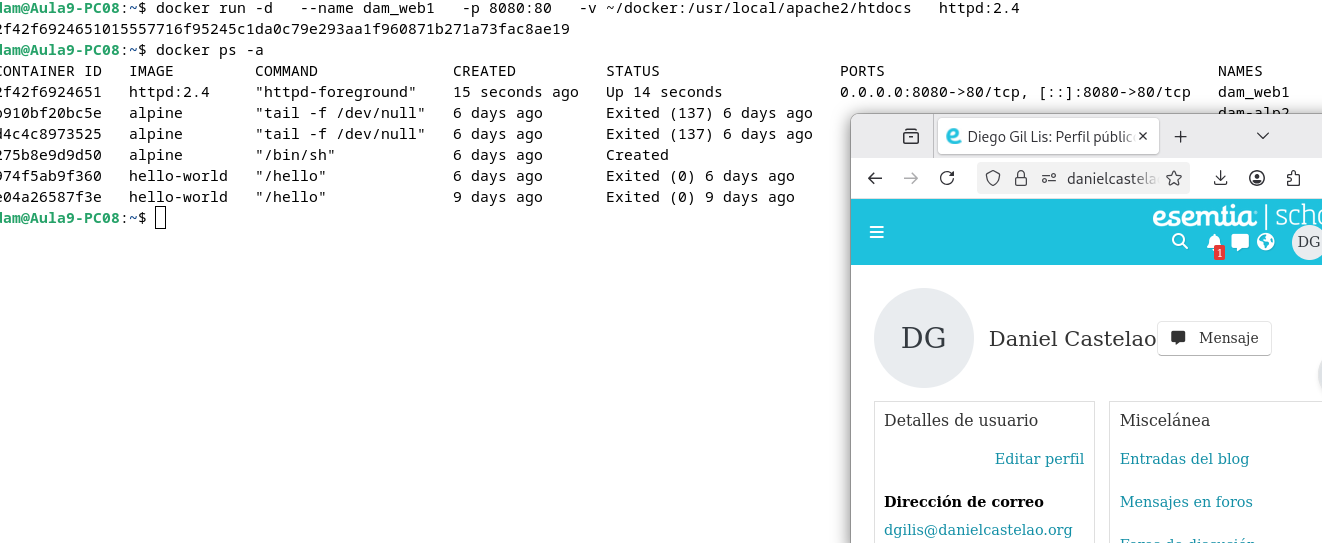 dam@Aula9-PC08:~$ docker run -d   --name dam_web1   -p 8080:80   -v ~/docker:/usr/local/apache2/htdocs   httpd:2.4
2f42f6924651015557716f95245c1da0c79e293aa1f960871b271a73fac8ae19
dam@Aula9-PC08:~$ docker ps -a
CONTAINER ID   IMAGE         COMMAND               CREATED          STATUS                     PORTS                                     NAMES
2f42f6924651   httpd:2.4     "httpd-foreground"    15 seconds ago   Up 14 seconds              0.0.0.0:8080->80/tcp, [::]:8080->80/tcp   dam_web1
b910bf20bc5e   alpine        "tail -f /dev/null"   6 days ago       Exited (137) 6 days ago                                              dam-alp2
d4c4c8973525   alpine        "tail -f /dev/null"   6 days ago       Exited (137) 6 days ago
275b8e9d9d50   alpine        "/bin/sh"             6 days ago       Created
974f5ab9f360   hello-world   "/hello"              6 days ago       Exited (0) 6 days ago
e04a26587f3e   hello-world   "/hello"              9 days ago       Exited (0) 9 days ago
dam@Aula9-PC08:~$
Diego Gil Lis: Perfil públic
danielcastela
esemtia | scho
1
DG
DG
Daniel Castelao
Mensaje
Detalles de usuario
Editar perfil
Dirección de correo
dgilis@danielcastelao.org
Miscelánea
Entradas del blog
Mensajes en foros
Foros de discusión